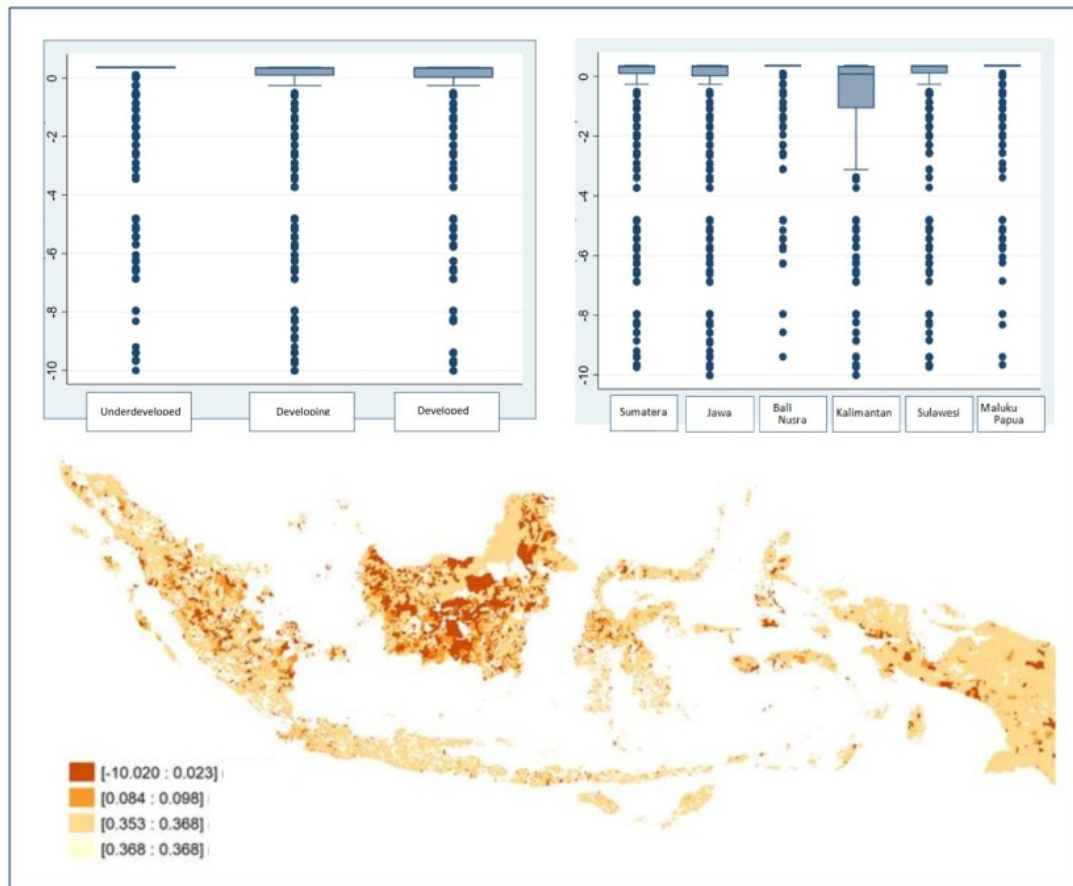 0
-2
-4
-6
-8
-10
Underdeveloped
Developing
Developed
0
-2
-4
-6
-8
-10
Sumatera
Jawa
Bali
Nusra
Kalimantan
Sulawesi
Maluku
Papua
[-10.020 : 0.023]
[0.084 : 0.098]
[0.353 : 0.368]
[0.368 : 0.368]